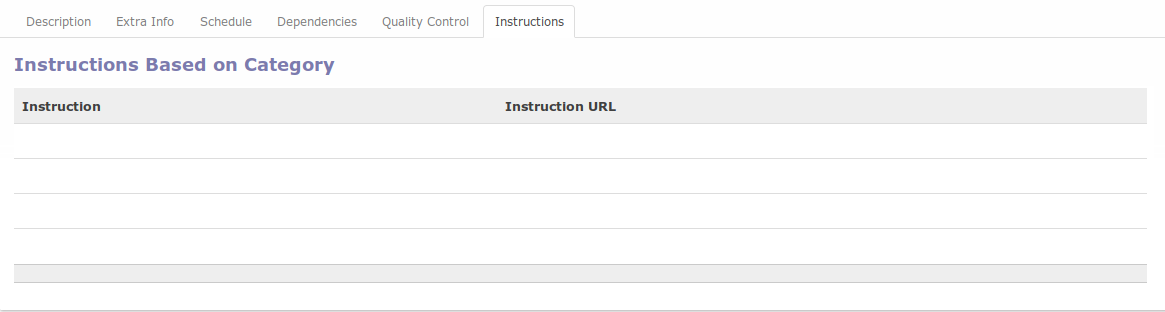 Description Extra Info Schedule Dependencies Quality Control Instructions
Instructions Based on Category
Instruction Instruction URL